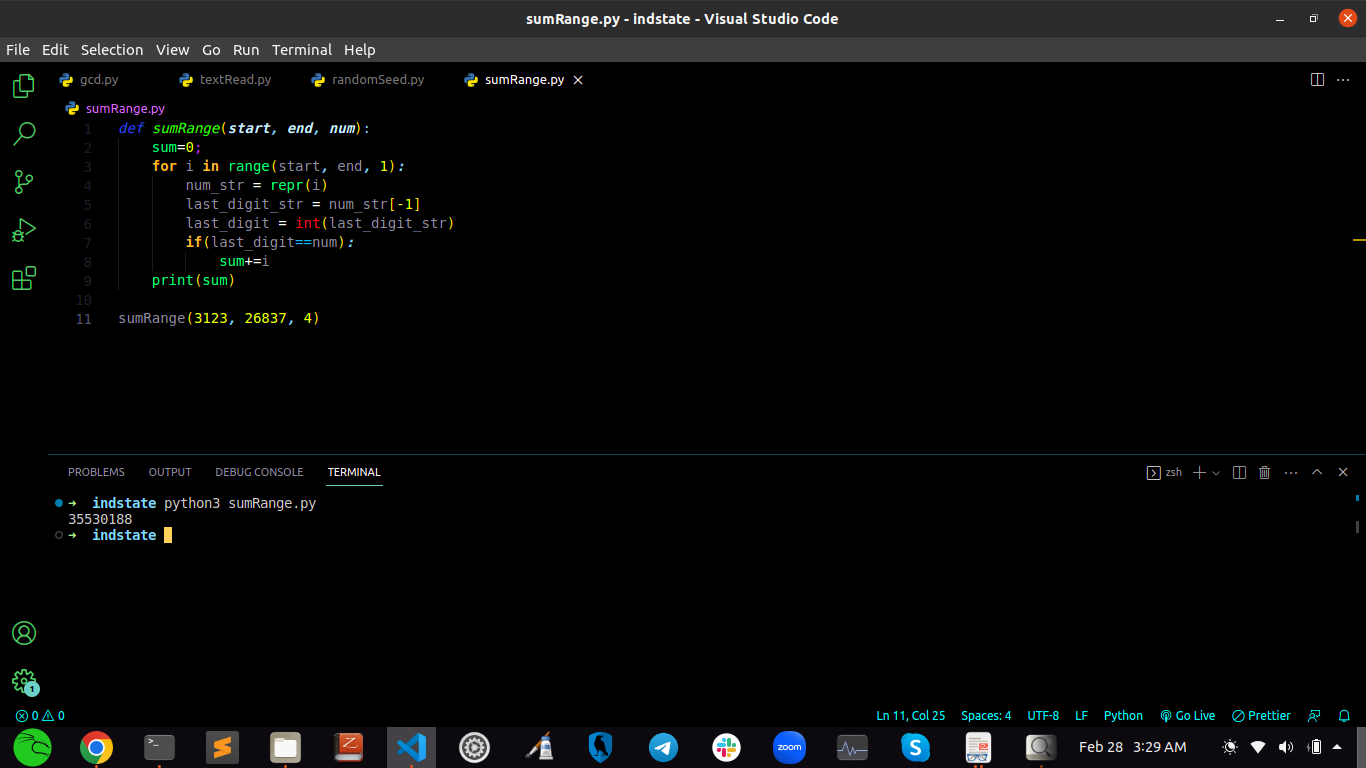 sumRange.py - indstate - Visual Studio Code
File Edit Selection View Go Run Terminal Help
gcd.py textRead.py randomSeed.py sumRange.py
sumRange.py
1 def sumRange(start, end, num):
2 sum=0;
3 for i in range(start, end, 1):
4 num_str = repr(i)
5 last_digit_str = num_str[-1]
6 last_digit = int(last_digit_str)
7 if(last_digit==num):
8 sum+=i
9 print(sum)
10
11 sumRange(3123, 26837, 4)
PROBLEMS OUTPUT DEBUG CONSOLE TERMINAL zsh
→ indstate python3 sumRange.py
35530188
→ indstate
1
0 0 Ln 11, Col 25 Spaces: 4 UTF-8 LF Python Go Live Prettier
zoom Feb 28 3:29 AM